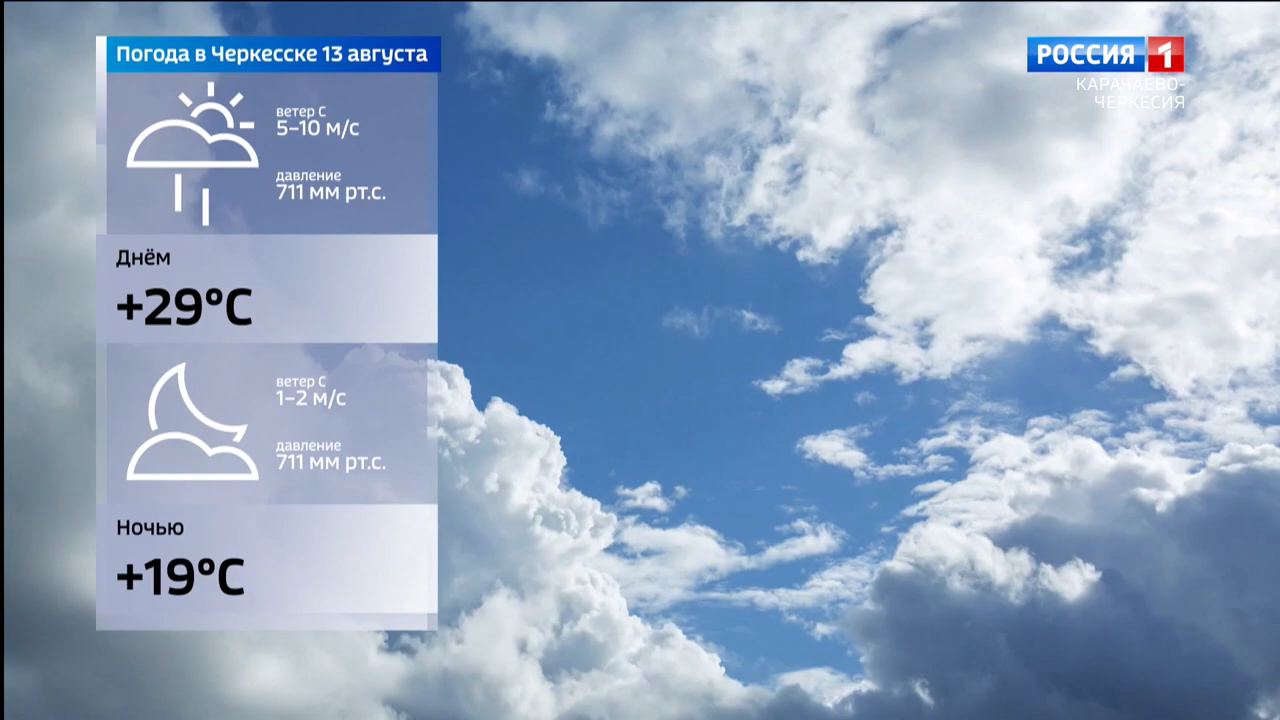 Погода в Черкесске 13 августа
ветер С
5–10 м/с
давление
711 мм рт.с.
Днём
+29°C
ветер С
1–2 м/с
давление
711 мм рт.с.
Ночью
+19°C
РОССИЯ 1
КАРАЧАЕВО-
ЧЕРКЕСИЯ